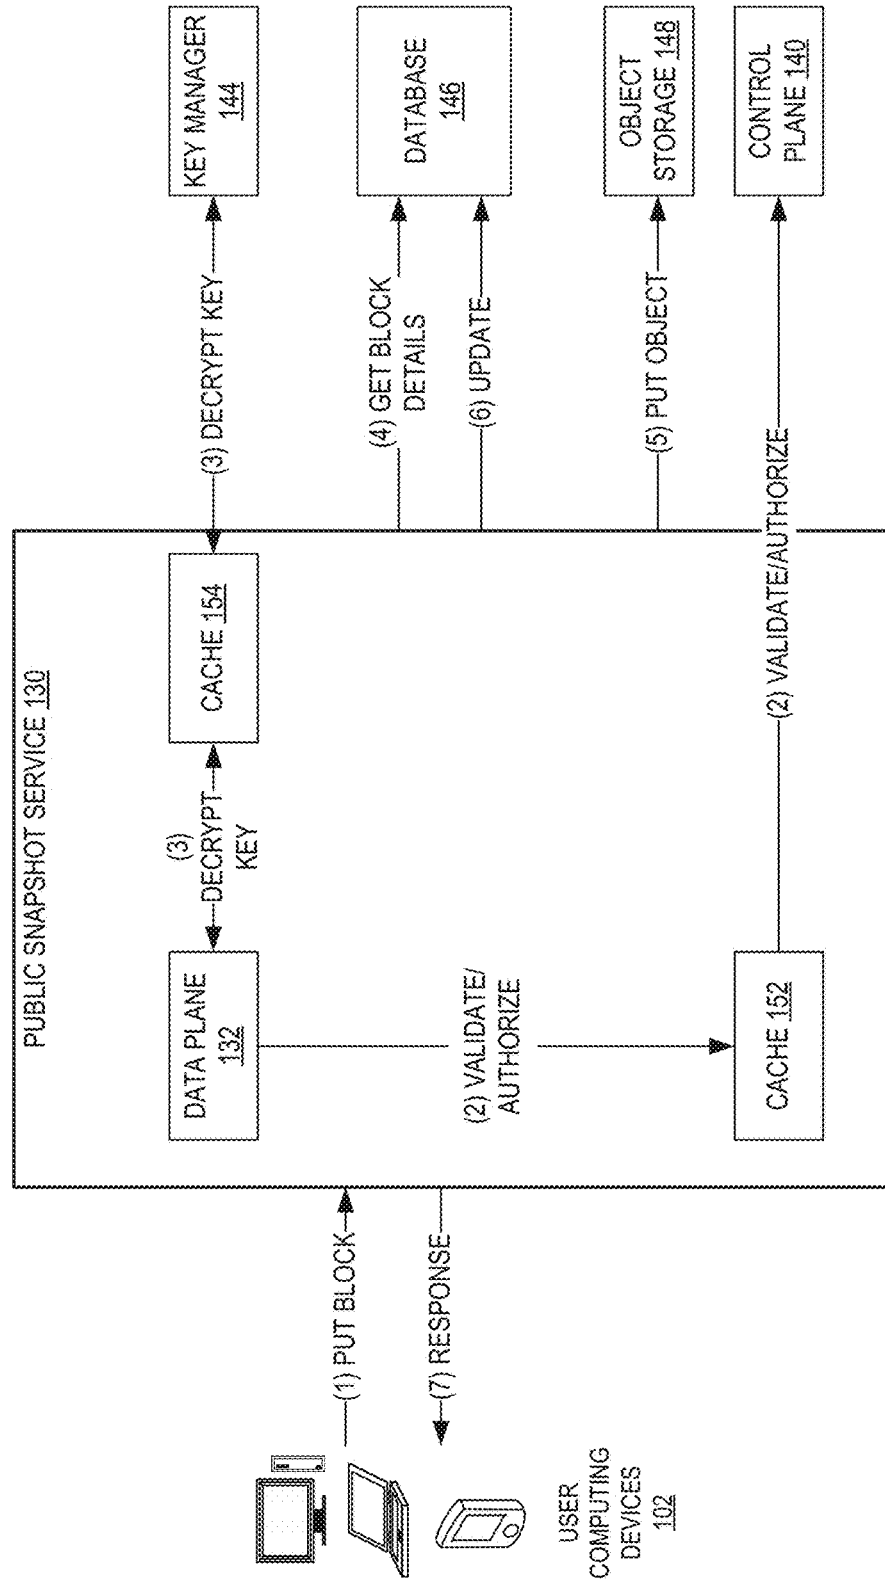 PUBLIC SNAPSHOT SERVICE 130
USER
COMPUTING
DEVICES
102
(1) PUT BLOCK
(7) RESPONSE
DATA PLANE
132
(3)
DECRYPT
KEY
CACHE 154
(3) DECRYPT KEY
KEY MANAGER
144
(4) GET BLOCK
DETAILS
(6) UPDATE
DATABASE
146
(5) PUT OBJECT
OBJECT
STORAGE 148
(2) VALIDATE/
AUTHORIZE
CACHE 152
(2) VALIDATE/AUTHORIZE
CONTROL
PLANE 140